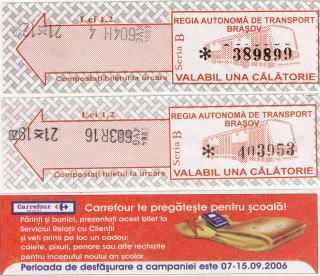 Lei 1,2
REGIA AUTONOMĂ DE TRANSPORT
BRAŞOV
Seria B
* 389899
Compostaţi biletul la urcare
VALABIL UNA CĂLĂTORIE
Lei 1,2
REGIA AUTONOMĂ DE TRANSPORT
BRAŞOV
Seria B
* 403953
Compostaţi biletul la urcare
VALABIL UNA CĂLĂTORIE
Carrefour
Carrefour te pregăteşte pentru şcoală!
Părinţi şi bunici, prezentaţi acest bilet la
Serviciul Relaţii cu Clienţii
şi veţi primi pe loc un cadou:
caiete, pixuri, penare sau alte rechizite
pentru începutul noului an şcolar
Perioada de desfăşurare a campaniei este 07-15.09.2006